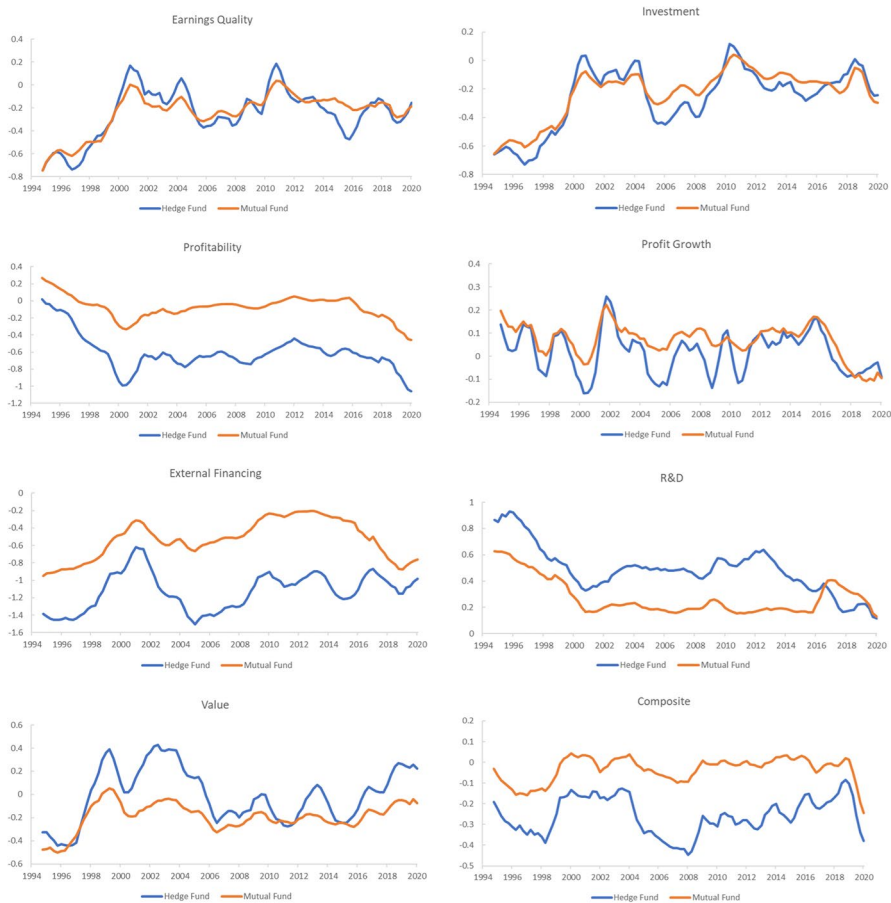 Earnings Quality
0.4
0.2
0
-0.2
-0.4
-0.6
-0.8
1994 1996 1998 2000 2002 2004 2006 2008 2010 2012 2014 2016 2018 2020
Hedge Fund Mutual Fund
Investment
0.2
0
-0.2
-0.4
-0.6
-0.8
1994 1996 1998 2000 2002 2004 2006 2008 2010 2012 2014 2016 2018 2020
Hedge Fund Mutual Fund
Profitability
0.4
0.2
0
-0.2
-0.4
-0.6
-0.8
-1
-1.2
1994 1996 1998 2000 2002 2004 2006 2008 2010 2012 2014 2016 2018 2020
Hedge Fund Mutual Fund
Profit Growth
0.4
0.3
0.2
0.1
0
-0.1
-0.2
1994 1996 1998 2000 2002 2004 2006 2008 2010 2012 2014 2016 2018 2020
Hedge Fund Mutual Fund
External Financing
0
-0.2
-0.4
-0.6
-0.8
-1
-1.2
-1.4
-1.6
1994 1996 1998 2000 2002 2004 2006 2008 2010 2012 2014 2016 2018 2020
Hedge Fund Mutual Fund
R&D
1
0.8
0.6
0.4
0.2
0
1994 1996 1998 2000 2002 2004 2006 2008 2010 2012 2014 2016 2018 2020
Hedge Fund Mutual Fund
Value
0.6
0.4
0.2
0
-0.2
-0.4
-0.6
1994 1996 1998 2000 2002 2004 2006 2008 2010 2012 2014 2016 2018 2020
Hedge Fund Mutual Fund
Composite
0.2
0.1
0
-0.1
-0.2
-0.3
-0.4
-0.5
1994 1996 1998 2000 2002 2004 2006 2008 2010 2012 2014 2016 2018 2020
Hedge Fund Mutual Fund